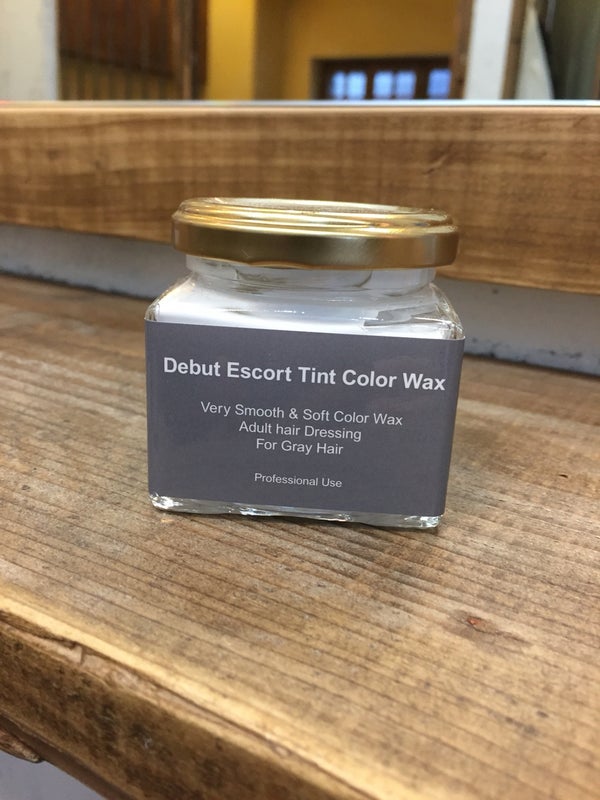 Debut Escort Tint Color Wax
Very Smooth & Soft Color Wax
Adult hair Dressing
For Gray Hair
Professional Use